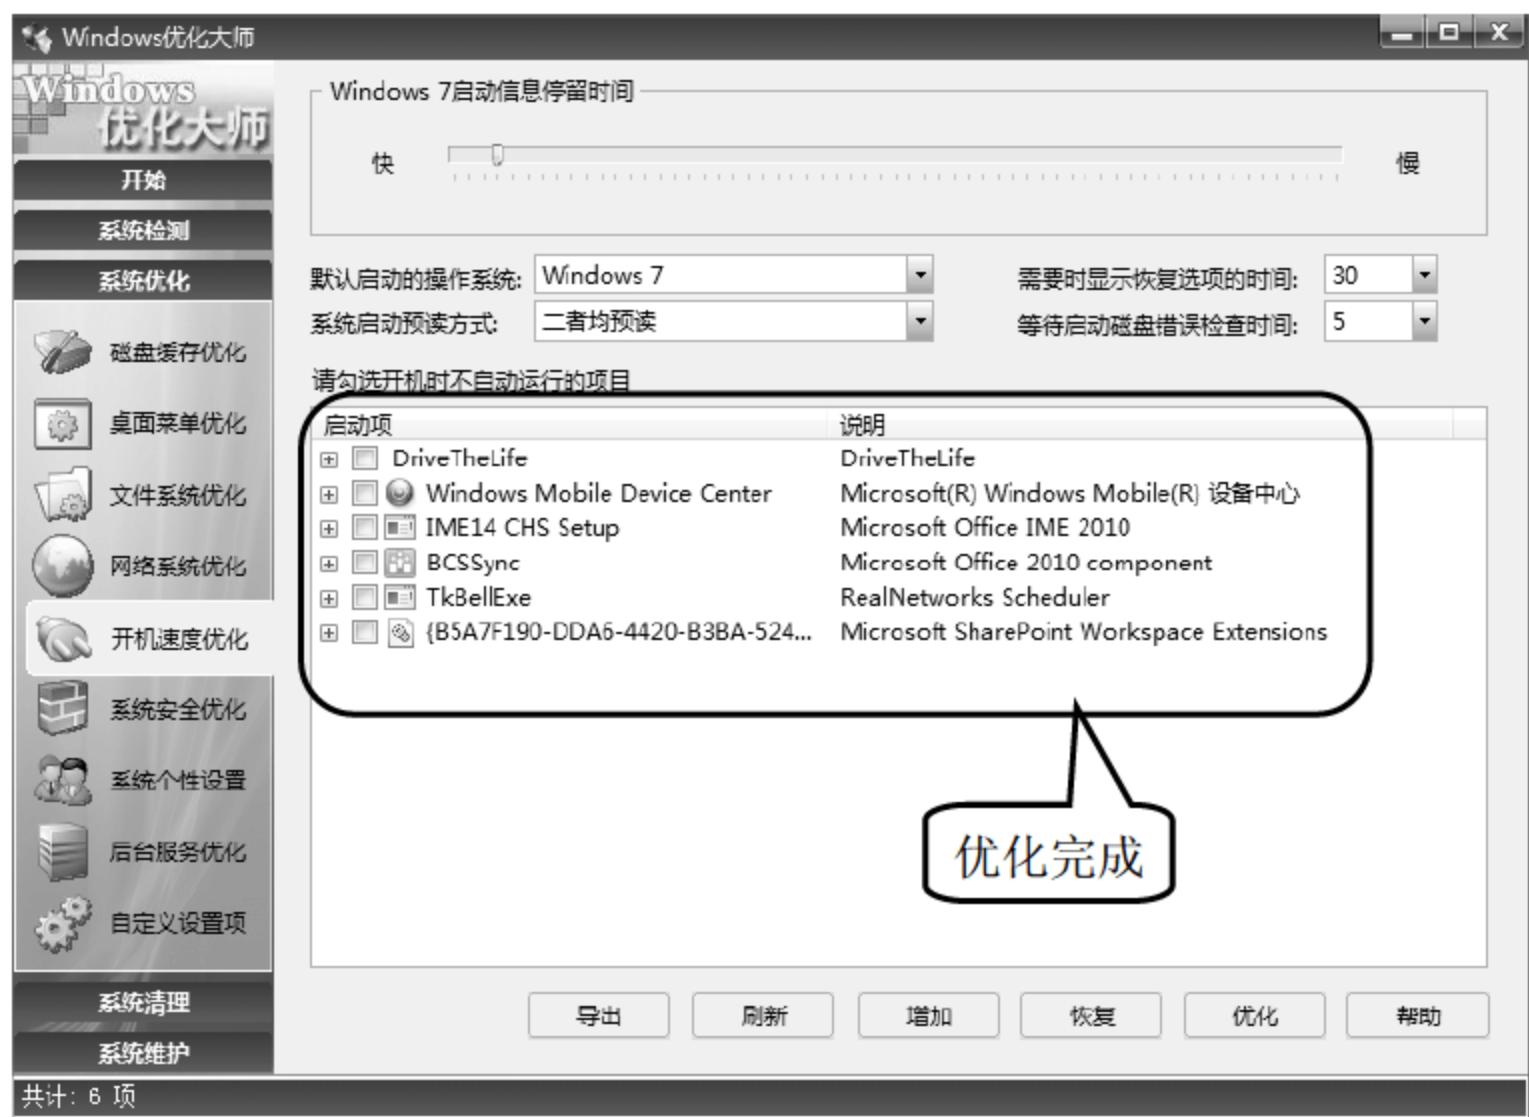 Windows优化大师
Windows
优化大师
开始
系统检测
系统优化
磁盘缓存优化
桌面菜单优化
文件系统优化
网络系统优化
开机速度优化
系统安全优化
系统个性设置
后台服务优化
自定义设置项
系统清理
系统维护
Windows 7启动信息停留时间
快 慢
默认启动的操作系统: Windows 7 需要时显示恢复选项的时间: 30
系统启动预读方式: 二者均预读 等待启动磁盘错误检查时间: 5
请勾选开机时不自动运行的项目
启动项 说明
DriveTheLife DriveTheLife
Windows Mobile Device Center Microsoft(R) Windows Mobile(R) 设备中心
IME14 CHS Setup Microsoft Office IME 2010
BCSSync Microsoft Office 2010 component
TkBellExe RealNetworks Scheduler
{B5A7F190-DDA6-4420-B3BA-524... Microsoft SharePoint Workspace Extensions
优化完成
导出 刷新 增加 恢复 优化 帮助
共计: 6 项